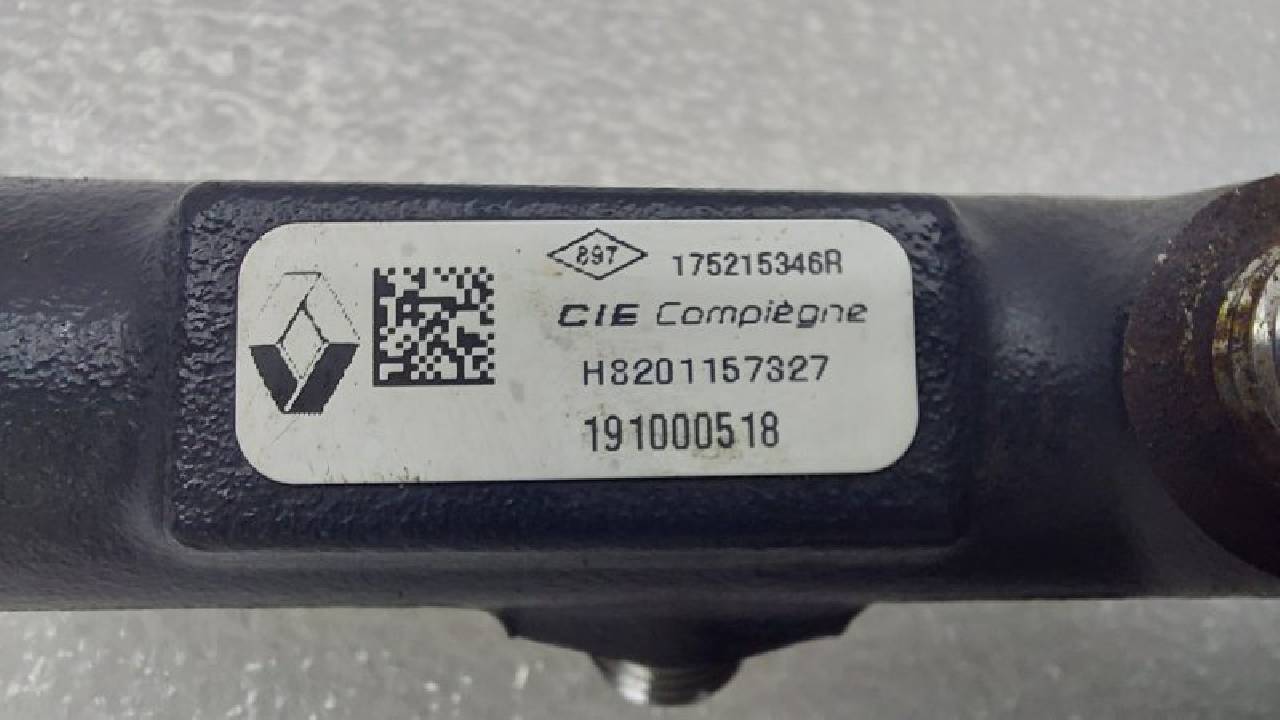 897
175215346R
CIE Compiègne
H8201157327
191000518